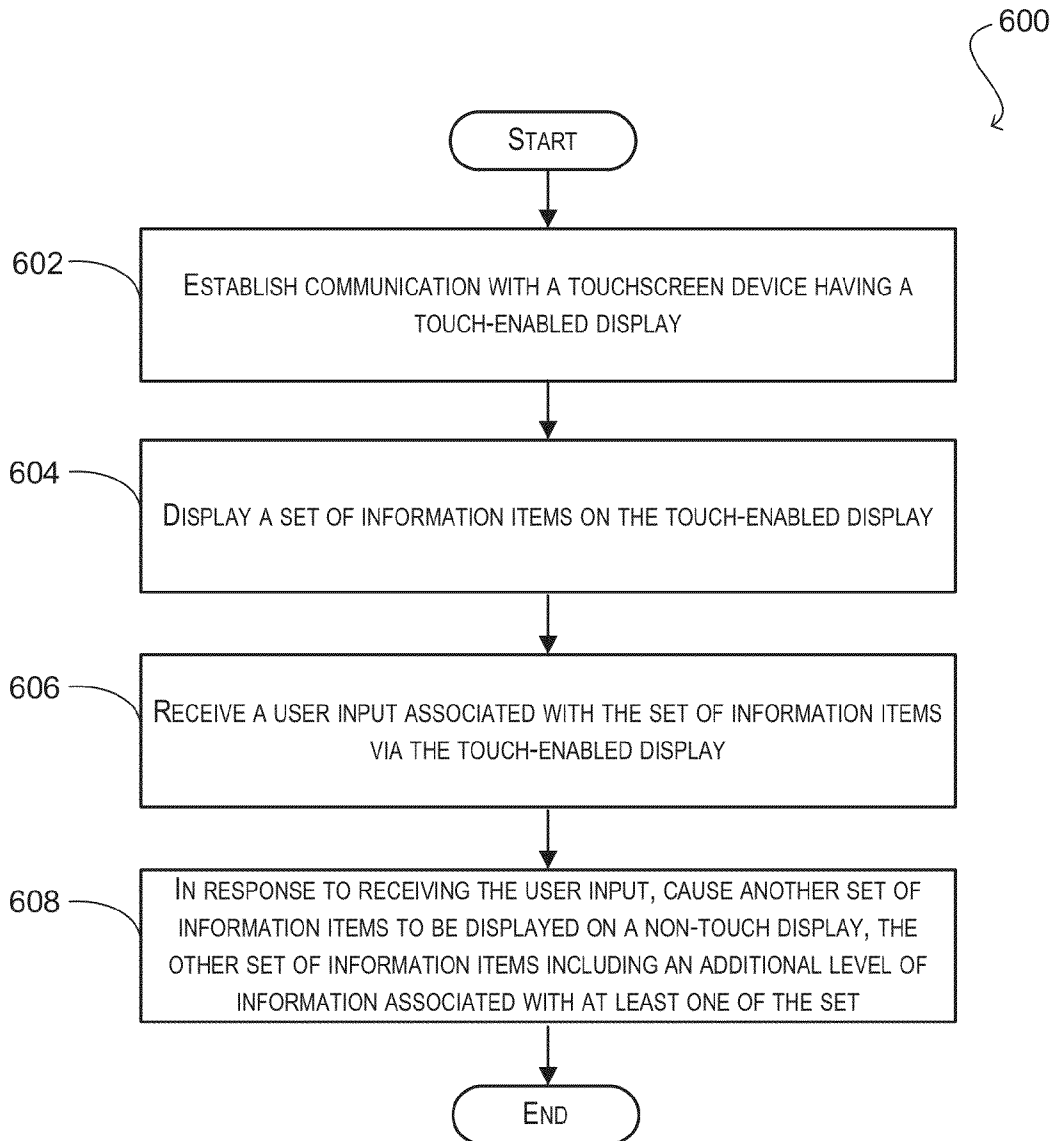 600
START
602
ESTABLISH COMMUNICATION WITH A TOUCHSCREEN DEVICE HAVING A
TOUCH-ENABLED DISPLAY
604
DISPLAY A SET OF INFORMATION ITEMS ON THE TOUCH-ENABLED DISPLAY
606
RECEIVE A USER INPUT ASSOCIATED WITH THE SET OF INFORMATION ITEMS
VIA THE TOUCH-ENABLED DISPLAY
608
IN RESPONSE TO RECEIVING THE USER INPUT, CAUSE ANOTHER SET OF
INFORMATION ITEMS TO BE DISPLAYED ON A NON-TOUCH DISPLAY, THE
OTHER SET OF INFORMATION ITEMS INCLUDING AN ADDITIONAL LEVEL OF
INFORMATION ASSOCIATED WITH AT LEAST ONE OF THE SET
END